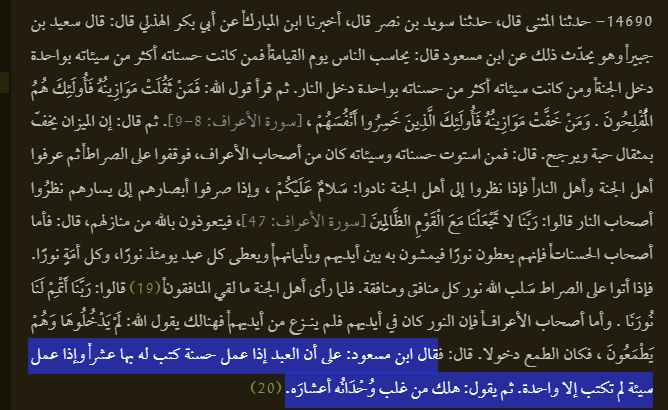 14690- حدثنا المثنى قال، حدثنا سويد بن نصر قال، أخبرنا ابن المبارك عن أبي بكر الهذلي قال: قال سعيد بن
جبير، وهو يحدّث ذلك عن ابن مسعود قال: يحاسب الناس يوم القيامة، فمن كانت حسناته أكثر من سيئاته بواحدة
دخل الجنة، ومن كانت سيئاته أكثر من حسناته بواحدة دخل النار. ثم قرأ قول الله: فَمَنْ ثَقُلَتْ مَوَازِينُهُ فَأُولَئِكَ هُمُ
الْمُفْلِحُونَ . وَمَنْ خَفَّتْ مَوَازِينُهُ فَأُولَئِكَ الَّذِينَ خَسِرُوا أَنْفُسَهُمْ ، [سورة الأعراف: 8-9]. ثم قال: إن الميزان يخفّ
بمثقال حبة ويرجح. قال: فمن استوت حسناته وسيئاته كان من أصحاب الأعراف، فوقفوا على الصراط، ثم عرفوا
أهل الجنة وأهل النار، فإذا نظروا إلى أهل الجنة نادوا: سَلامٌ عَلَيْكُمْ ، وإذا صرفوا أبصارهم إلى يسارهم نظرُوا
أصحاب النار قالوا: رَبَّنَا لا تَجْعَلْنَا مَعَ الْقَوْمِ الظَّالِمِينَ [سورة الأعراف: 47]، فيتعوذون بالله من منازلهم، قال: فأما
أصحاب الحسنات، فإنهم يعطون نورًا فيمشون به بين أيديهم وبأيمانهم، ويعطى كل عبد يومئذ نورًا، وكل أمَةٍ نورًا.
فإذا أتوا على الصراط سَلب الله نور كل منافق ومنافقة. فلما رأى أهل الجنة ما لقي المنافقون، (19) قالوا: رَبَّنَا أَتْمِمْ لَنَا
نُورَنَا . وأما أصحاب الأعراف، فإن النور كان في أيديهم فلم ينـزع من أيديهم، فهنالك يقول الله: لَمْ يَدْخُلُوهَا وَهُمْ
يَطْمَعُونَ ، فكان الطمع دخولا. قال: فقال ابن مسعود: على أن العبد إذا عمل حسنة كتب له بها عشر، وإذا عمل
سيئة لم تكتب إلا واحدة. ثم يقول: هلك من غلب وُحْدَانُه أعشارَه. (20)